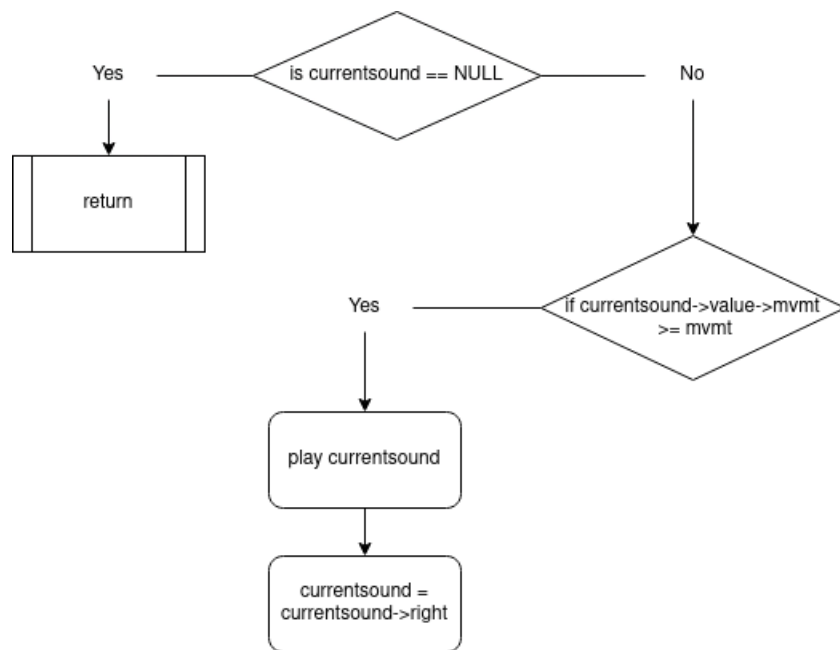 Yes
is currentsound == NULL
No
return
Yes
if currentsound->value->mvmt
>= mvmt
play currentsound
currentsound =
currentsound->right